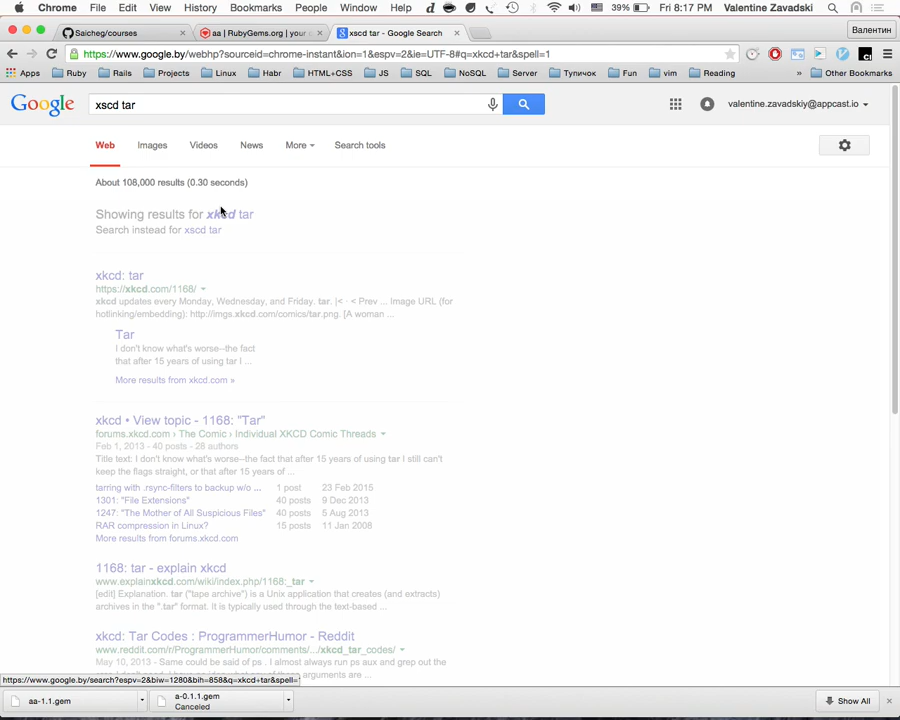 Chrome File Edit View History Bookmarks People Window Help 39% Fri 8:17 PM Valentine Zavadski
Saicheg/courses aa | RubyGems.org | your c xscd tar - Google Search Валентин
https://www.google.by/webhp?sourceid=chrome-instant&ion=1&espv=2&ie=UTF-8#q=xkcd+tar&spell=1
Apps Ruby Rails Projects Linux Habr HTML+CSS JS SQL NoSQL Server Тупичок Fun vim Reading » Other Bookmarks
Google xscd tar valentine.zavadskiy@appcast.io
Web Images Videos News More Search tools
About 108,000 results (0.30 seconds)
Showing results for xkcd tar
Search instead for xscd tar
xkcd: tar
https://xkcd.com/1168/
xkcd updates every Monday, Wednesday, and Friday. tar. |< · < Prev ... Image URL (for
hotlinking/embedding): http://imgs.xkcd.com/comics/tar.png. [A woman ...
Tar
I don't know what's worse--the fact
that after 15 years of using tar I ...
More results from xkcd.com »
xkcd • View topic - 1168: "Tar"
forums.xkcd.com › The Comic › Individual XKCD Comic Threads
Feb 1, 2013 - 40 posts - 28 authors
Title text: I don't know what's worse--the fact that after 15 years of using tar I still can't
keep the flags straight, or that after 15 years of ...
tarring with .rsync-filters to backup w/o ... 1 post 23 Feb 2015
1301: "File Extensions" 40 posts 9 Dec 2013
1247: "The Mother of All Suspicious Files" 40 posts 5 Aug 2013
RAR compression in Linux? 15 posts 11 Jan 2008
More results from forums.xkcd.com
1168: tar - explain xkcd
www.explainxkcd.com/wiki/index.php/1168:_tar
[edit] Explanation. tar ("tape archive") is a Unix application that creates (and extracts)
archives in the ".tar" format. It is typically used through the text-based ...
xkcd: Tar Codes : ProgrammerHumor - Reddit
www.reddit.com/r/ProgrammerHumor/comments/.../xkcd_tar_codes/
May 10, 2013 - Same could be said of ps . I almost always run ps aux and grep out the
arguments are ...
https://www.google.by/search?espv=2&biw=1280&bih=858&q=xkcd+tar&spell=
aa-1.1.gem a-0.1.1.gem Show All
Canceled